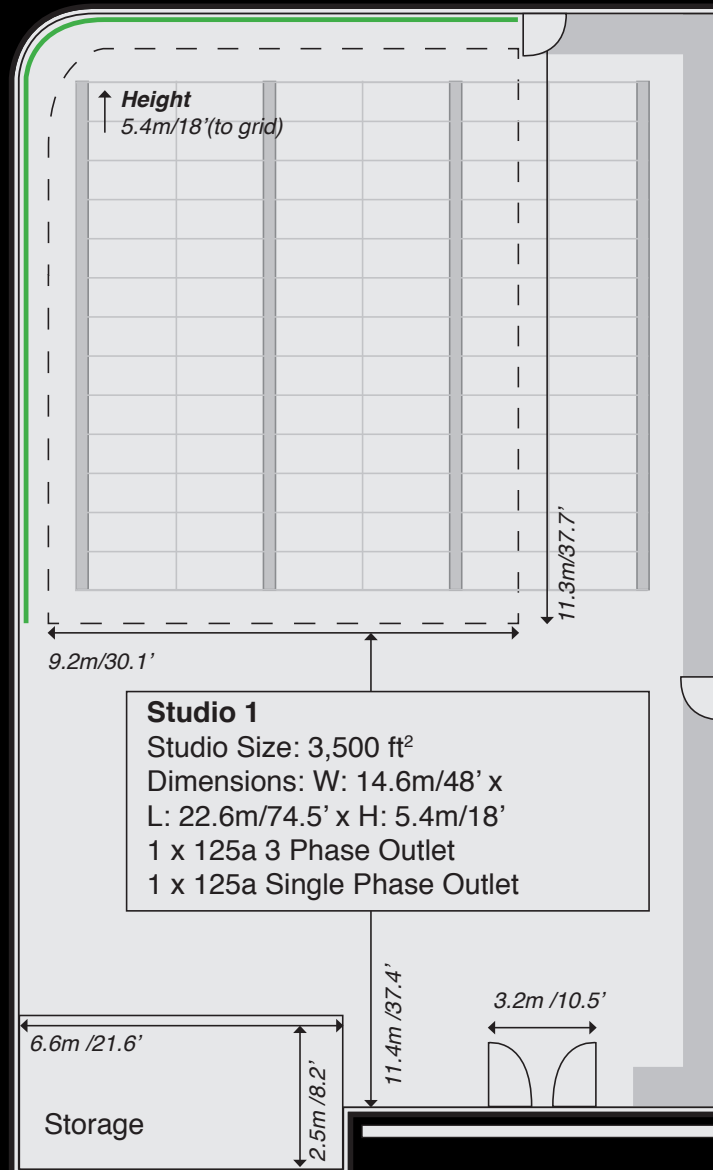 Height
5.4m/18’(to grid)
11.3m/37.7’
9.2m/30.1’
Studio 1
Studio Size: 3,500 ft²
Dimensions: W: 14.6m/48’ x
L: 22.6m/74.5’ x H: 5.4m/18’
1 x 125a 3 Phase Outlet
1 x 125a Single Phase Outlet
11.4m /37.4’
3.2m /10.5’
6.6m /21.6’
2.5m /8.2’
Storage